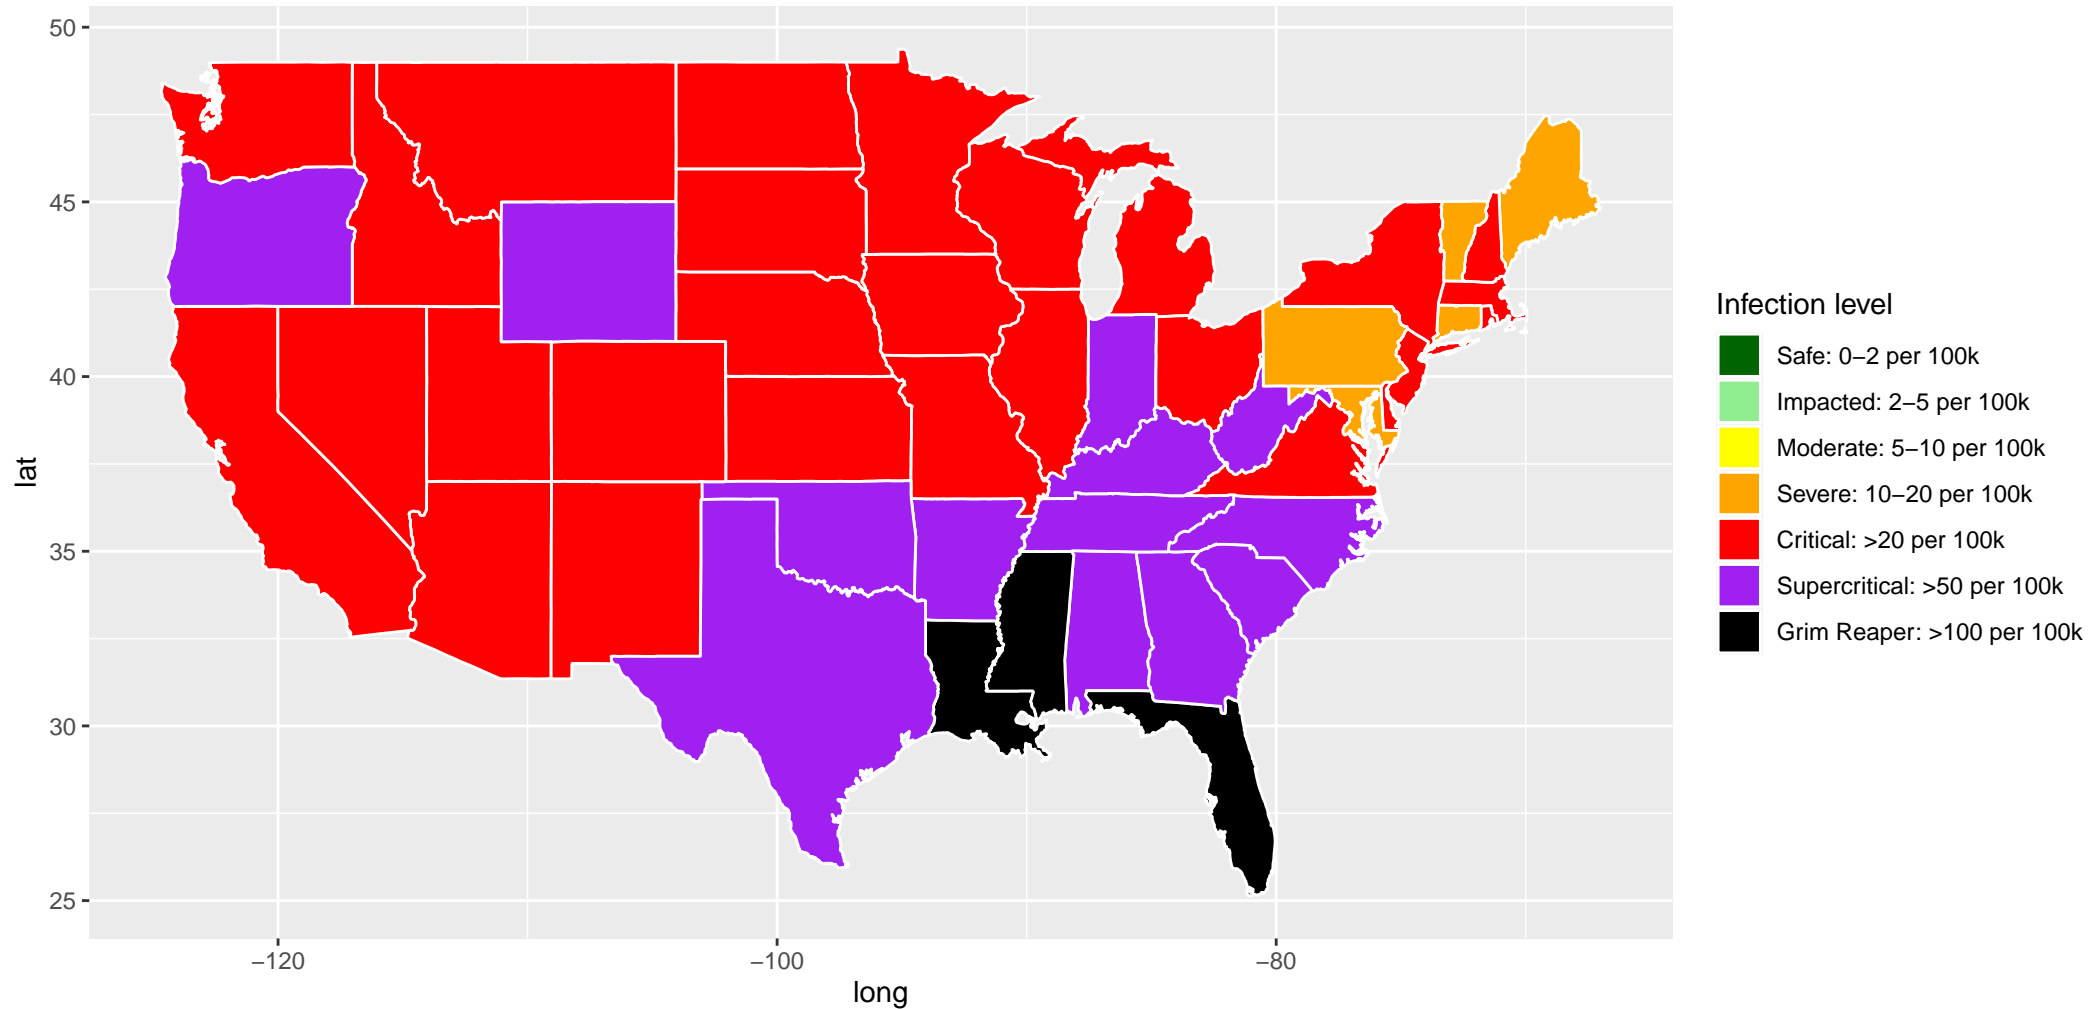 50
45
40
35
30
25
lat
−120
−100
−80
long
Infection level
Safe: 0−2 per 100k
Impacted: 2−5 per 100k
Moderate: 5−10 per 100k
Severe: 10−20 per 100k
Critical: >20 per 100k
Supercritical: >50 per 100k
Grim Reaper: >100 per 100k